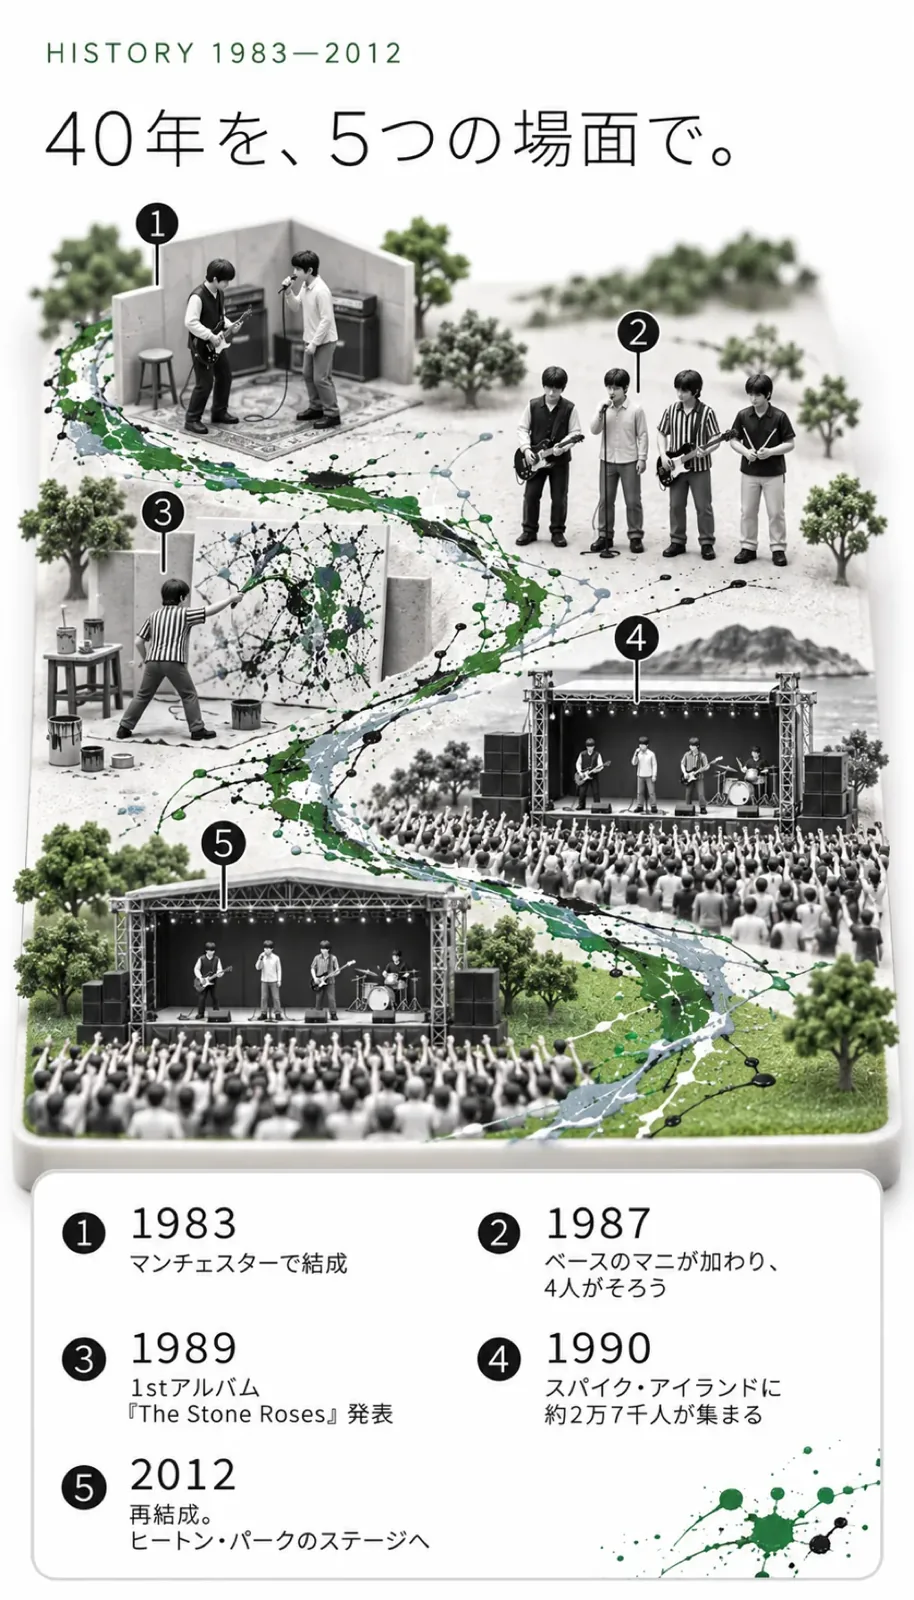 HISTORY 1983—2012
40年を、5つの場面で。
1
2
3
4
5
1 1983
マンチェスターで結成
2 1987
ベースのマニが加わり、
4人がそろう
3 1989
1stアルバム
『The Stone Roses』発表
4 1990
スパイク・アイランドに
約2万7千人が集まる
5 2012
再結成。
ヒートン・パークのステージへ